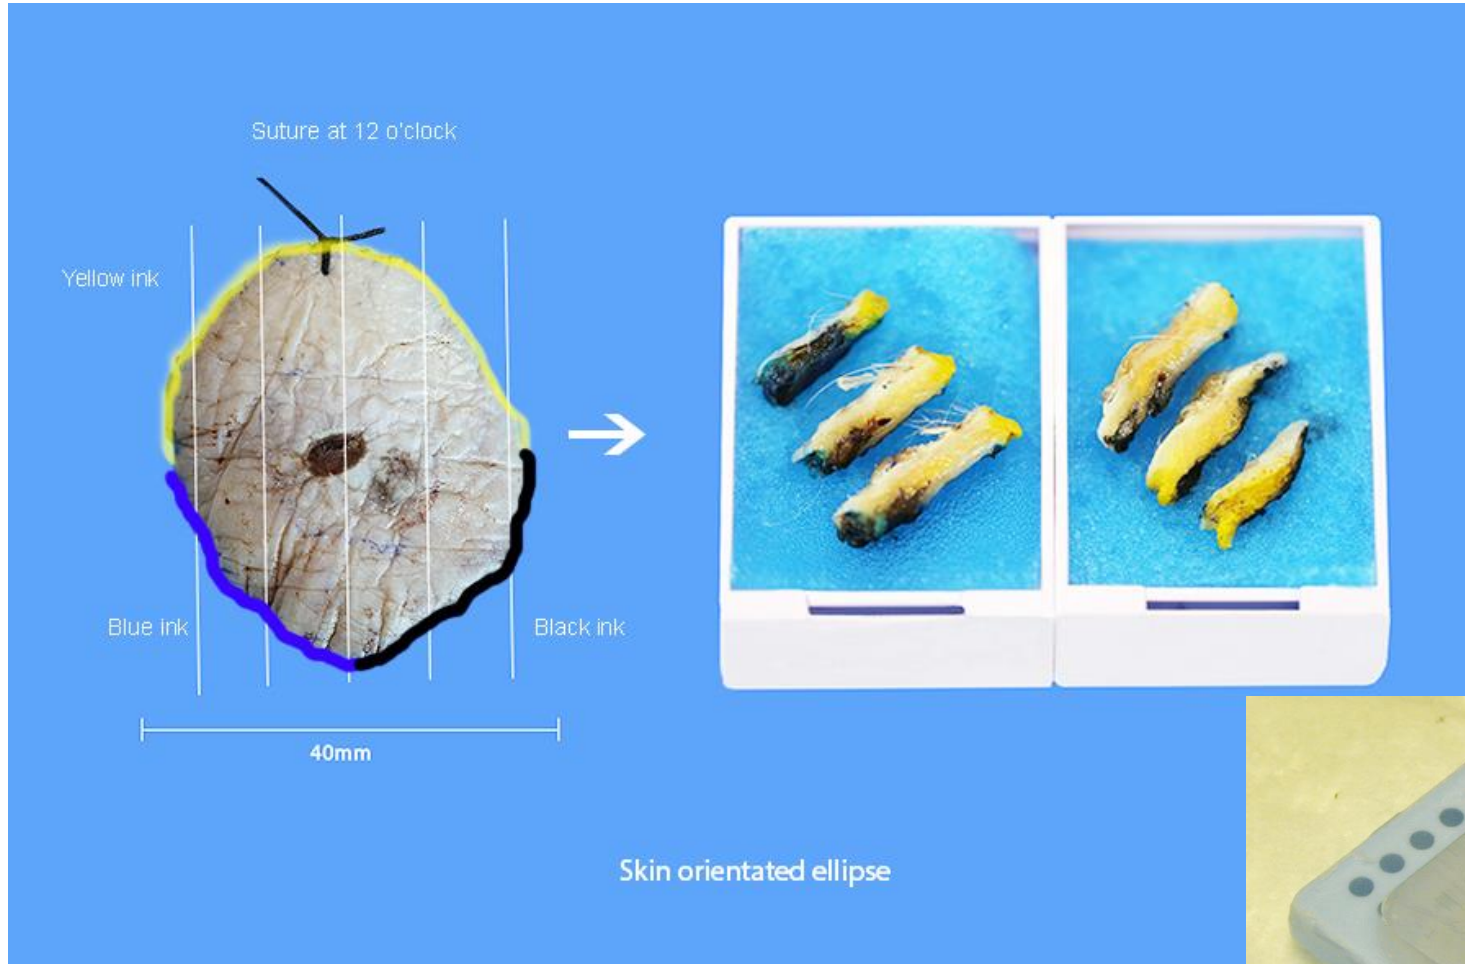 Suture at 12 o'clock
Yellow ink
Blue ink
Black ink
40mm
Skin orientated ellipse